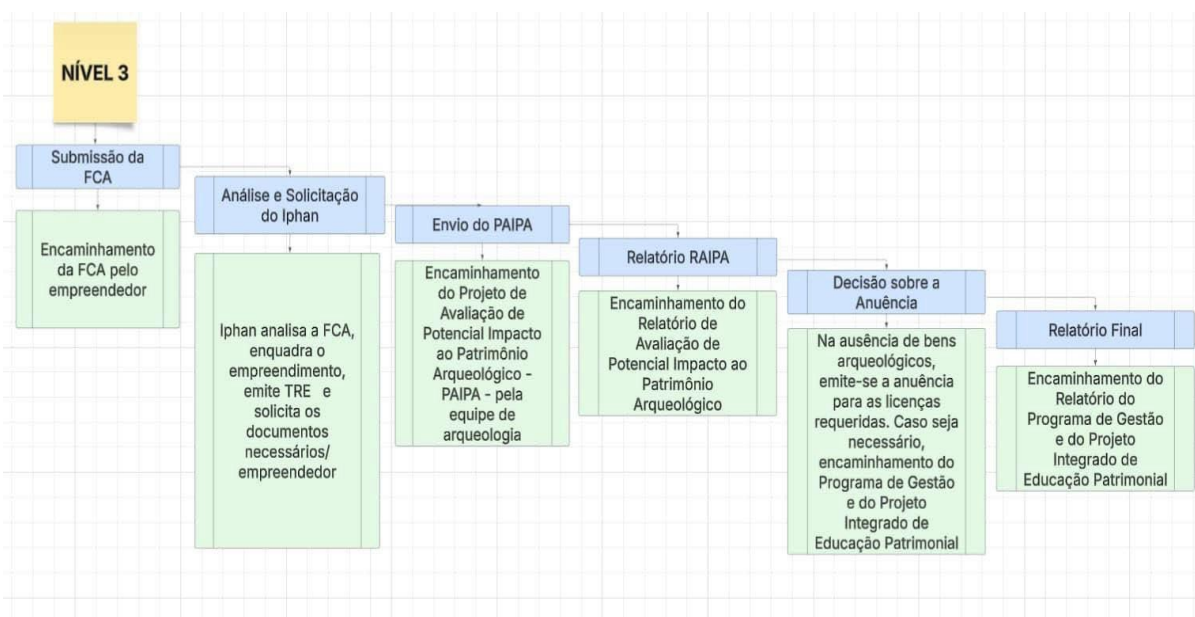 NÍVEL 3
Submissão da
FCA
Encaminhamento
da FCA pelo
empreendedor
Análise e Solicitação
do Iphan
Iphan analisa a FCA,
enquadra o
empreendimento,
emite TRE e
solicita os
documentos
necessários/
empreendedor
Envio do PAIPA
Encaminhamento
do Projeto de
Avaliação de
Potencial Impacto
ao Patrimônio
Arqueológico -
PAIPA - pela
equipe de
arqueologia
Relatório RAIPA
Encaminhamento do
Relatório de
Avaliação de
Potencial Impacto ao
Patrimônio
Arqueológico
Decisão sobre a
Anuência
Na ausência de bens
arqueológicos,
emite-se a anuência
para as licenças
requeridas. Caso seja
necessário,
encaminhamento do
Programa de Gestão
e do Projeto
Integrado de
Educação Patrimonial
Relatório Final
Encaminhamento do
Relatório do
Programa de Gestão
e do Projeto
Integrado de
Educação Patrimonial